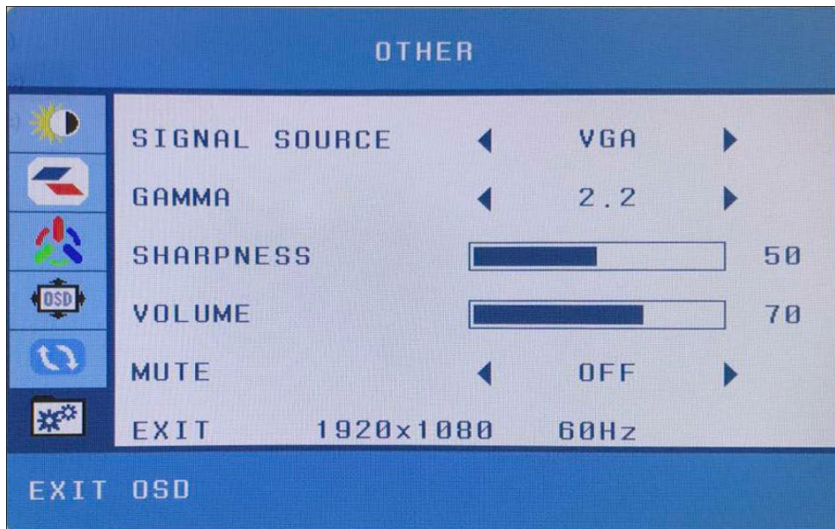 OTHER
SIGNAL SOURCE VGA
GAMMA 2.2
SHARPNESS 50
VOLUME 70
OSD
MUTE OFF
EXIT 1920x1080 60Hz
EXIT OSD